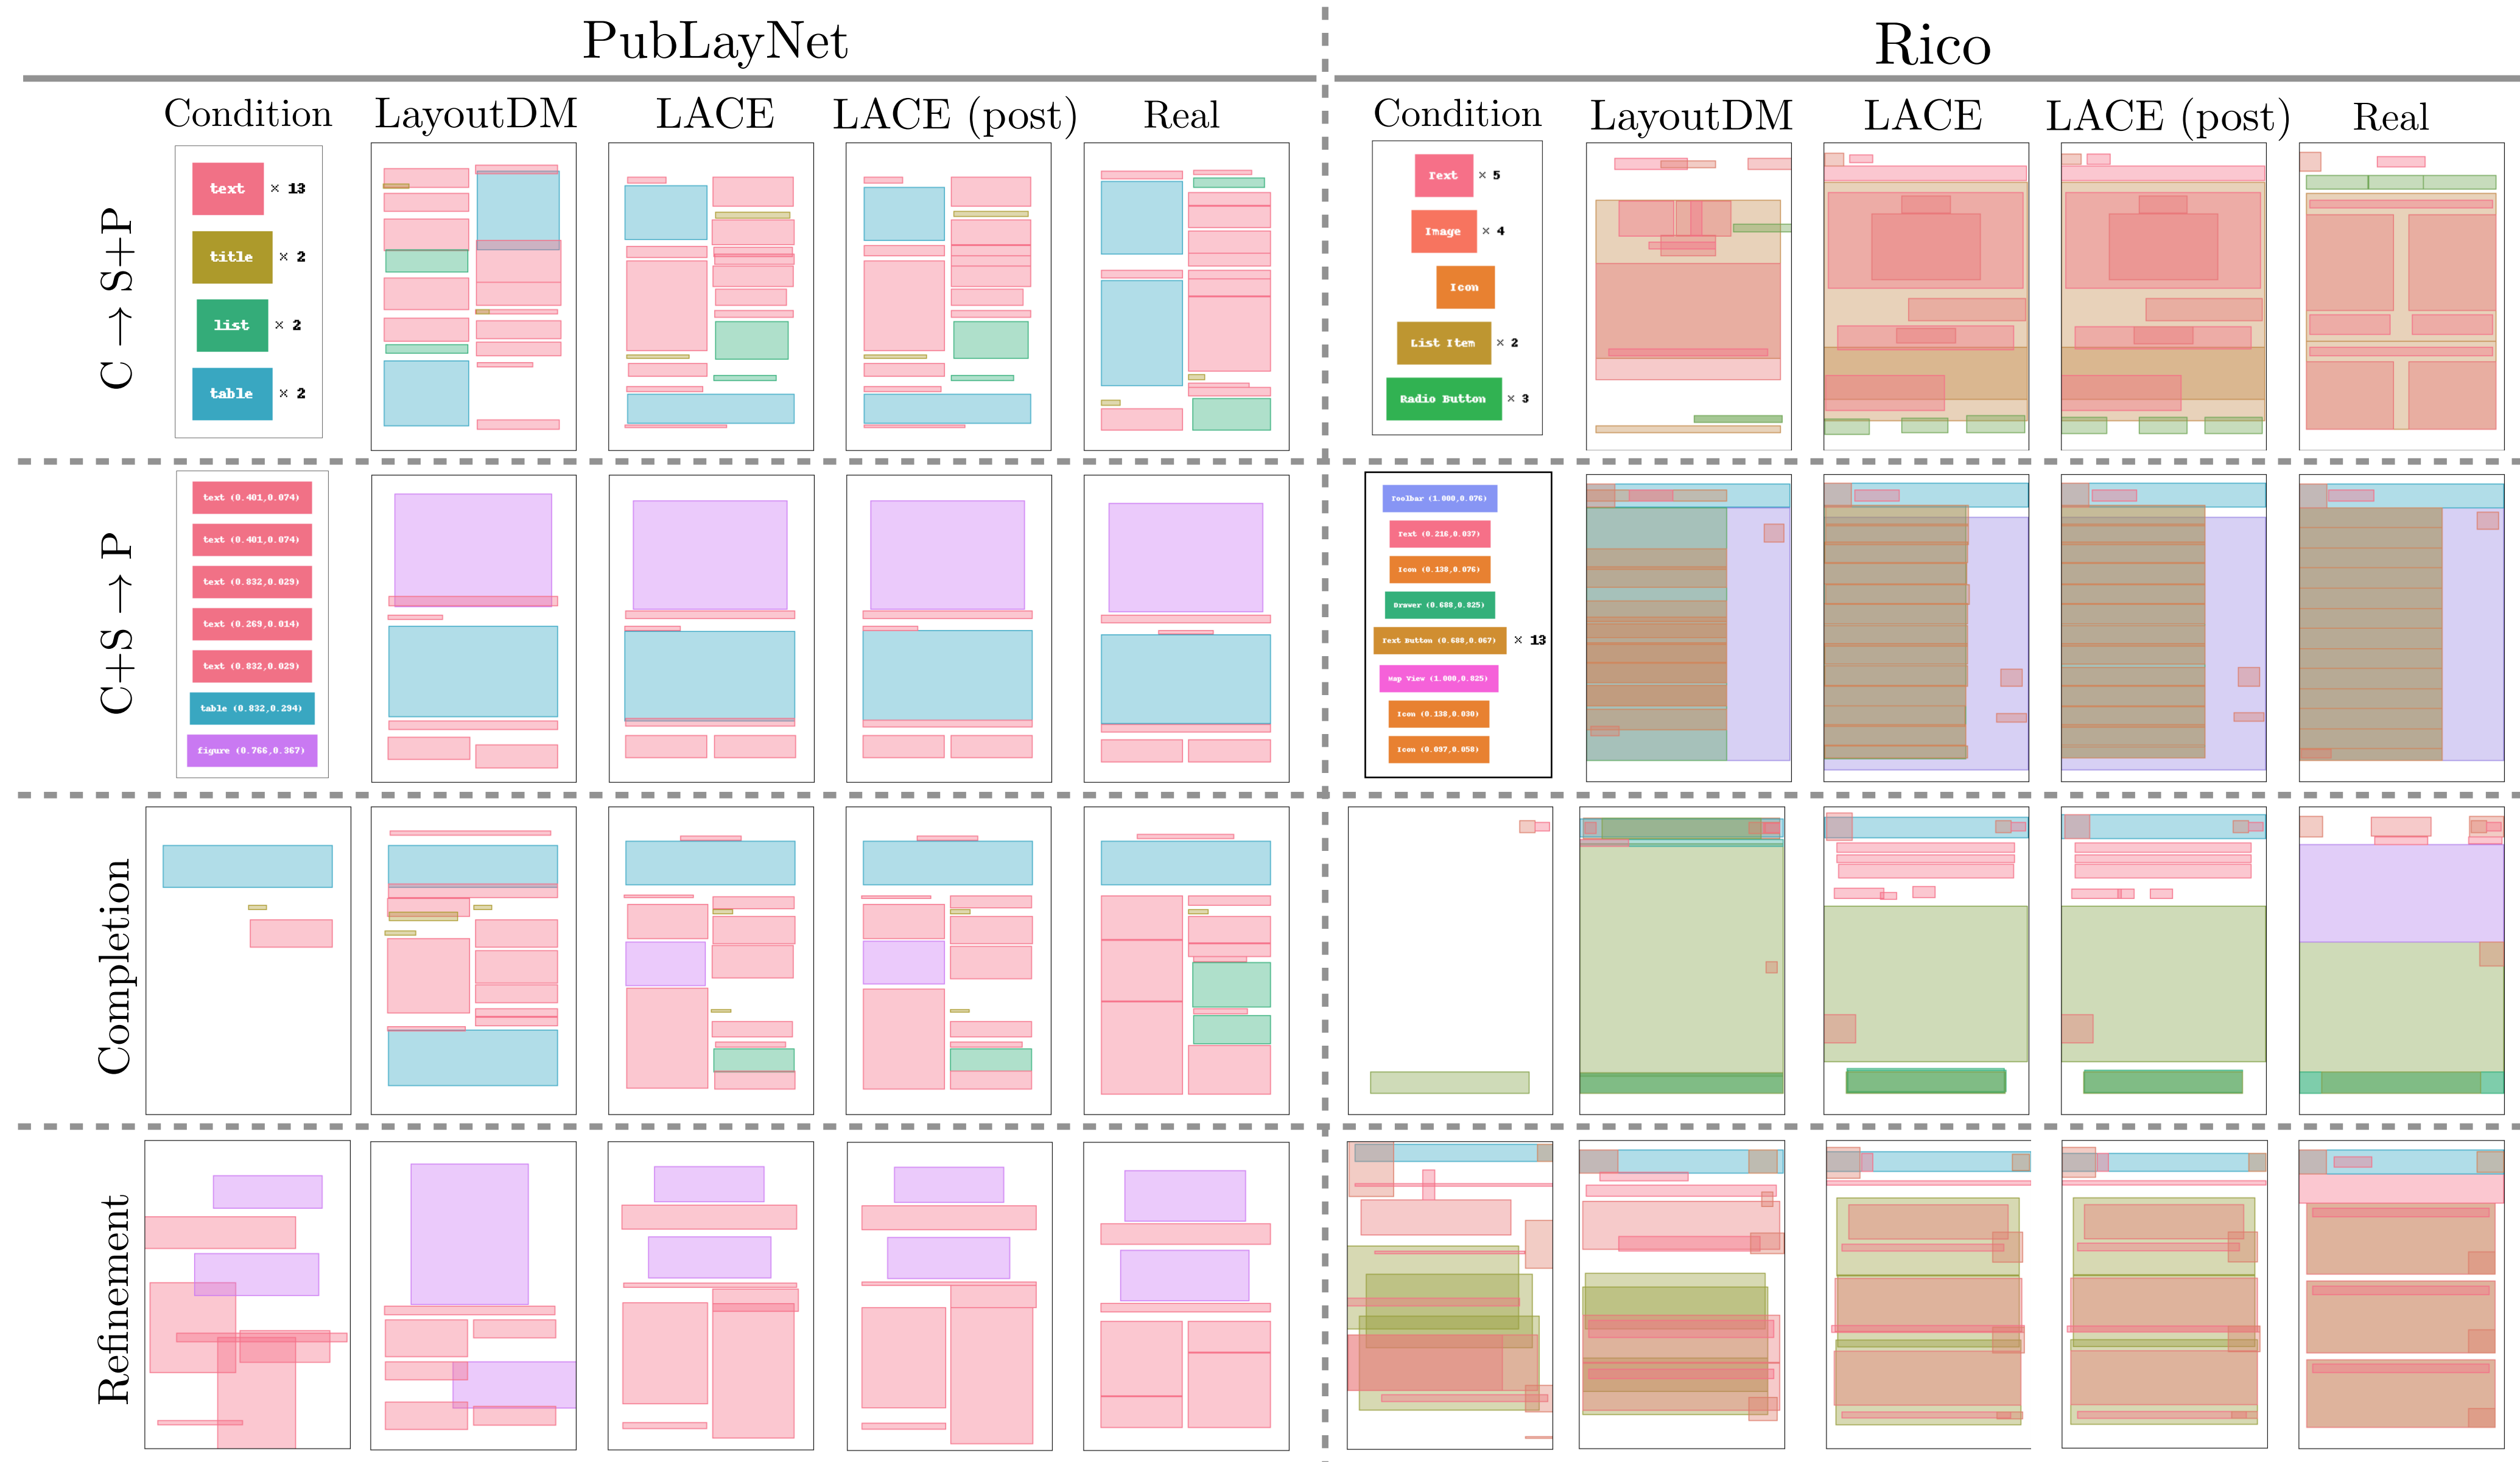 PubLayNet
Rico
Condition
LayoutDM
LACE
LACE (post)
Real
Condition
LayoutDM
LACE
LACE (post)
Real
C → S+P
text × 13
title × 2
list × 2
table × 2
Text × 5
Image × 4
Icon
List Item × 2
Radio Button × 3
C+S → P
text (0.401,0.074)
text (0.401,0.074)
text (0.832,0.029)
text (0.269,0.014)
text (0.832,0.029)
table (0.832,0.294)
figure (0.766,0.367)
Toolbar (1.000,0.076)
Text (0.216,0.037)
Icon (0.138,0.076)
Drawer (0.688,0.825)
Text Button (0.688,0.067) × 13
Map View (1.000,0.825)
Icon (0.138,0.030)
Icon (0.097,0.058)
Completion
Refinement